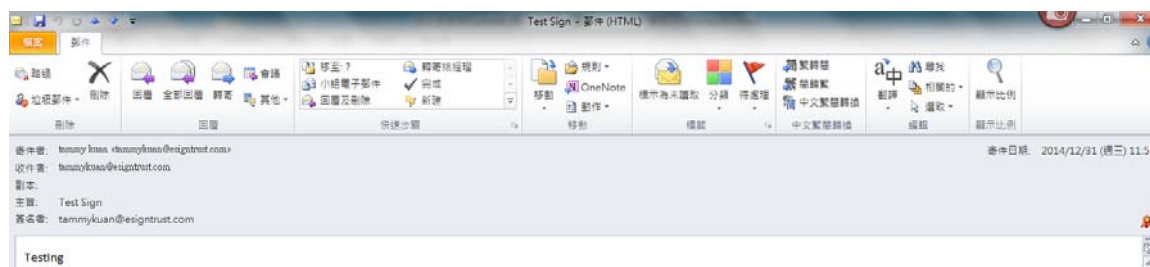 Test Sign - 郵件 (HTML)
檔案 郵件
略過
垃圾郵件
刪除
回覆 全部回覆 轉寄
會議
其他
移至: ?
小組電子郵件
回覆及刪除
轉寄給經理
完成
新建
移動
規則
OneNote
動作
標示為未讀取 分類 待處理
簡繁轉簡
繁簡轉繁
中文繁簡轉換
翻譯
尋找
相關的
選取
顯示比例
刪除 回覆 快速步驟 移動 標籤 中文繁簡轉換 編輯 顯示比例
寄件者: tammy kuan <tammykuan@esigntrust.com>
寄件日期: 2014/12/31 (週三) 11:5
收件者: tammykuan@esigntrust.com
副本:
主旨: Test Sign
簽名者: tammykuan@esigntrust.com
Testing